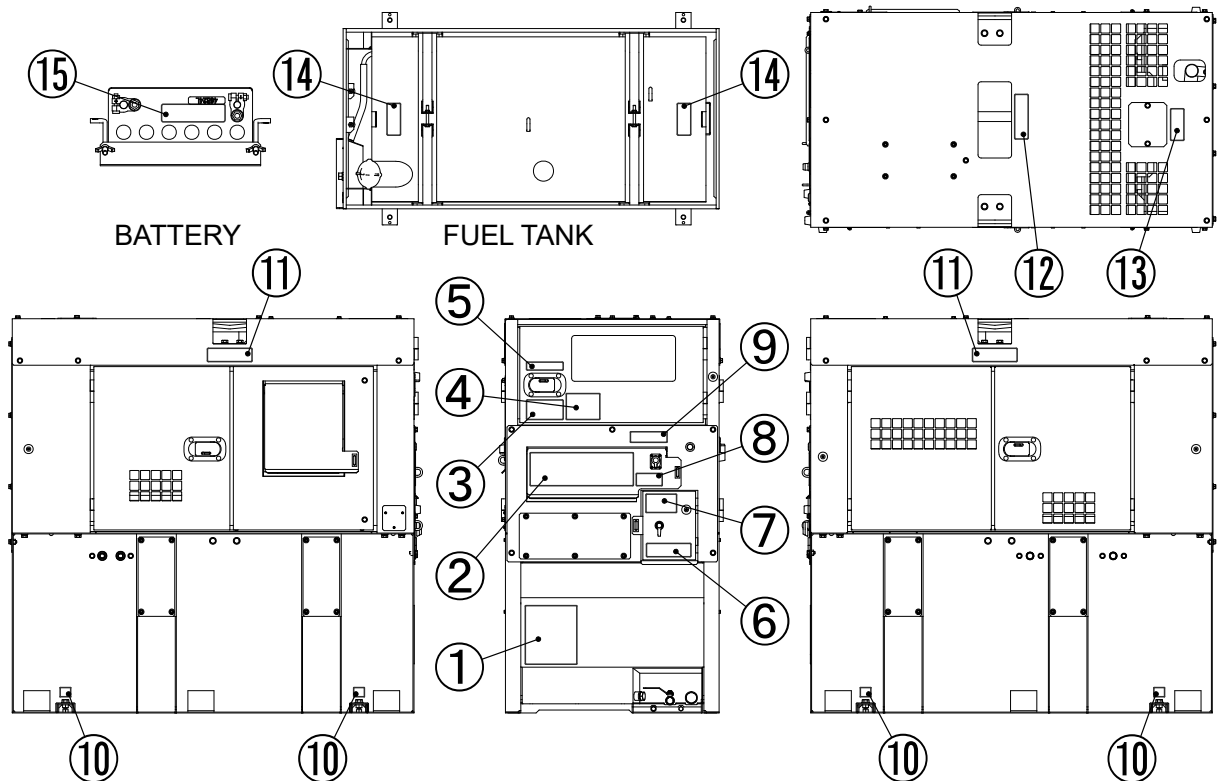 ⑮ ⑭ ⑭
BATTERY FUEL TANK
⑪ ⑪ ⑫ ⑬
⑤ ⑨
④
⑧
③
⑦
②
⑥
①
⑩ ⑩ ⑩ ⑩